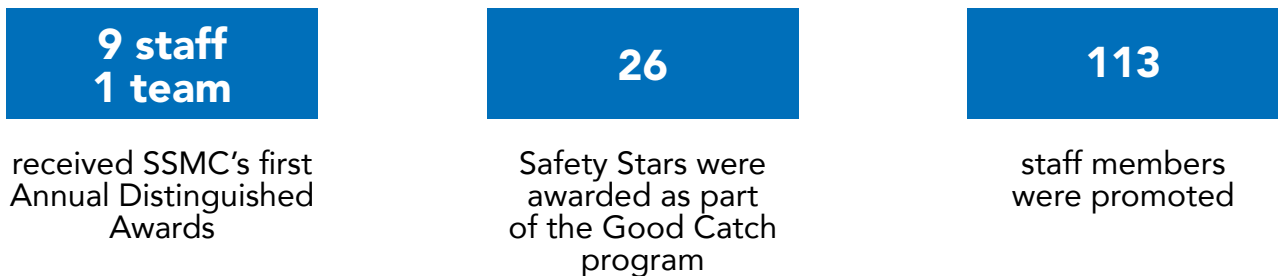 9 staff
1 team
received SSMC’s first
Annual Distinguished
Awards
26
Safety Stars were
awarded as part
of the Good Catch
program
113
staff members
were promoted